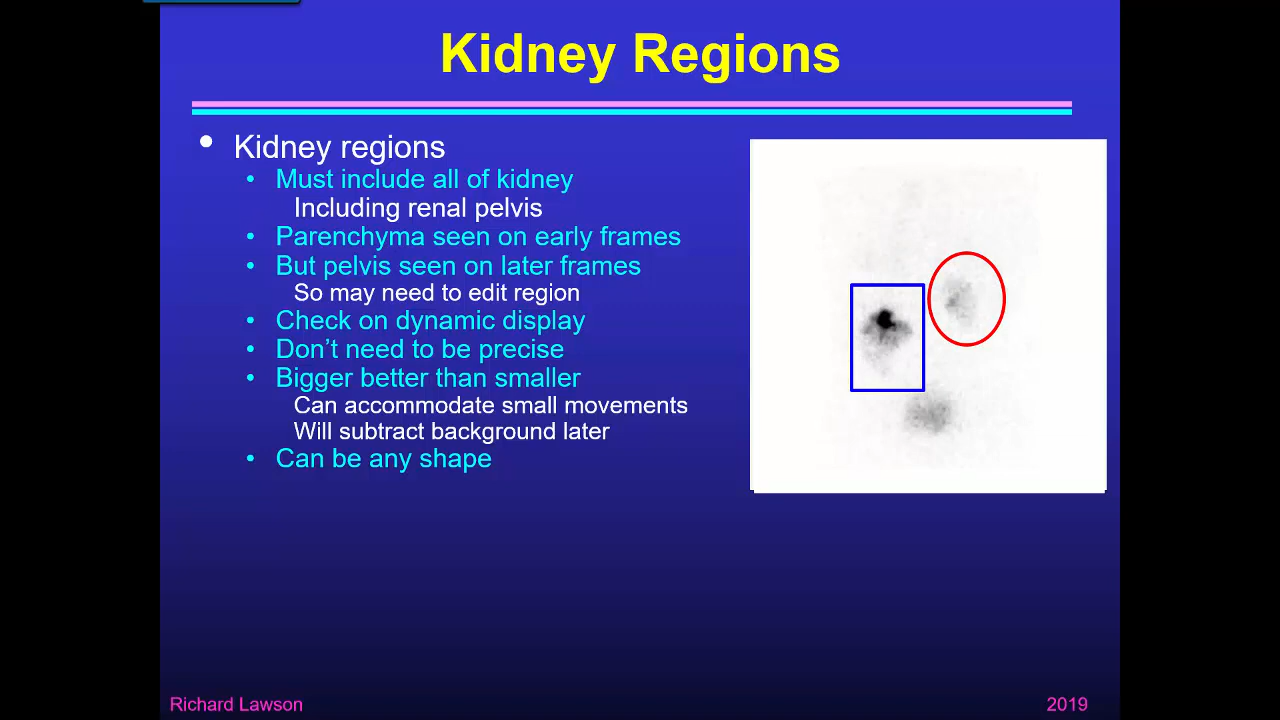 Kidney Regions
• Kidney regions
• Must include all of kidney
Including renal pelvis
• Parenchyma seen on early frames
• But pelvis seen on later frames
So may need to edit region
• Check on dynamic display
• Don’t need to be precise
• Bigger better than smaller
Can accommodate small movements
Will subtract background later
• Can be any shape
Richard Lawson
2019